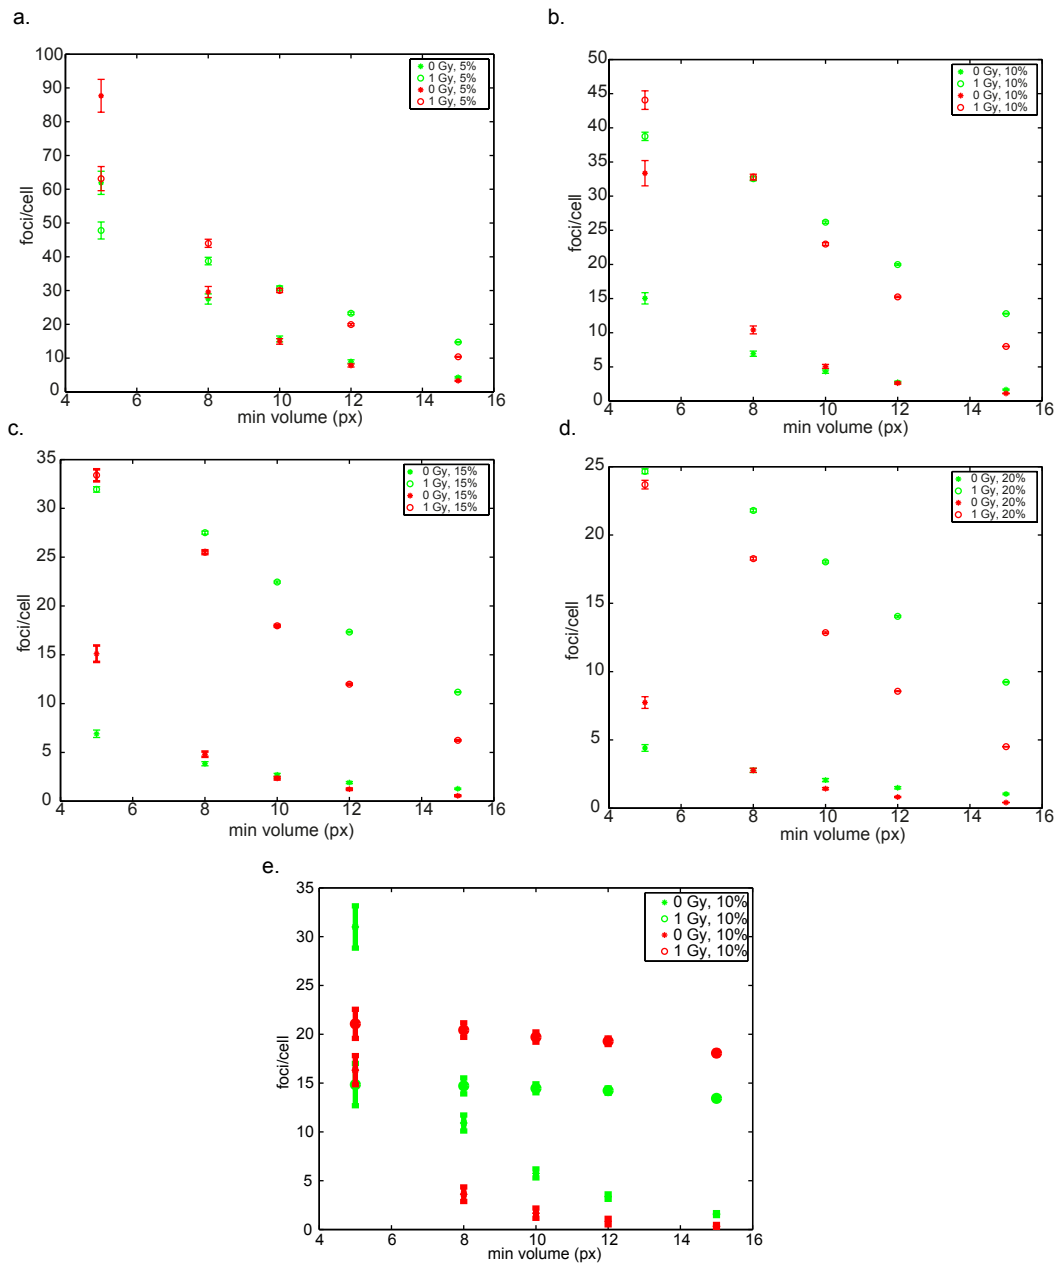 a.
100
90
80
70
60
50
40
30
20
10
0
foci/cell
4
6
8
10
12
14
16
min volume (px)
0 Gy, 5%
1 Gy, 5%
0 Gy, 5%
1 Gy, 5%
b.
50
45
40
35
30
25
20
15
10
5
0
foci/cell
4
6
8
10
12
14
16
min volume (px)
0 Gy, 10%
1 Gy, 10%
0 Gy, 10%
1 Gy, 10%
c.
35
30
25
20
15
10
5
0
foci/cell
4
6
8
10
12
14
16
min volume (px)
0 Gy, 15%
1 Gy, 15%
0 Gy, 15%
1 Gy, 15%
d.
25
20
15
10
5
0
foci/cell
4
6
8
10
12
14
16
min volume (px)
0 Gy, 20%
1 Gy, 20%
0 Gy, 20%
1 Gy, 20%
e.
35
30
25
20
15
10
5
0
foci/cell
4
6
8
10
12
14
16
min volume (px)
0 Gy, 10%
1 Gy, 10%
0 Gy, 10%
1 Gy, 10%